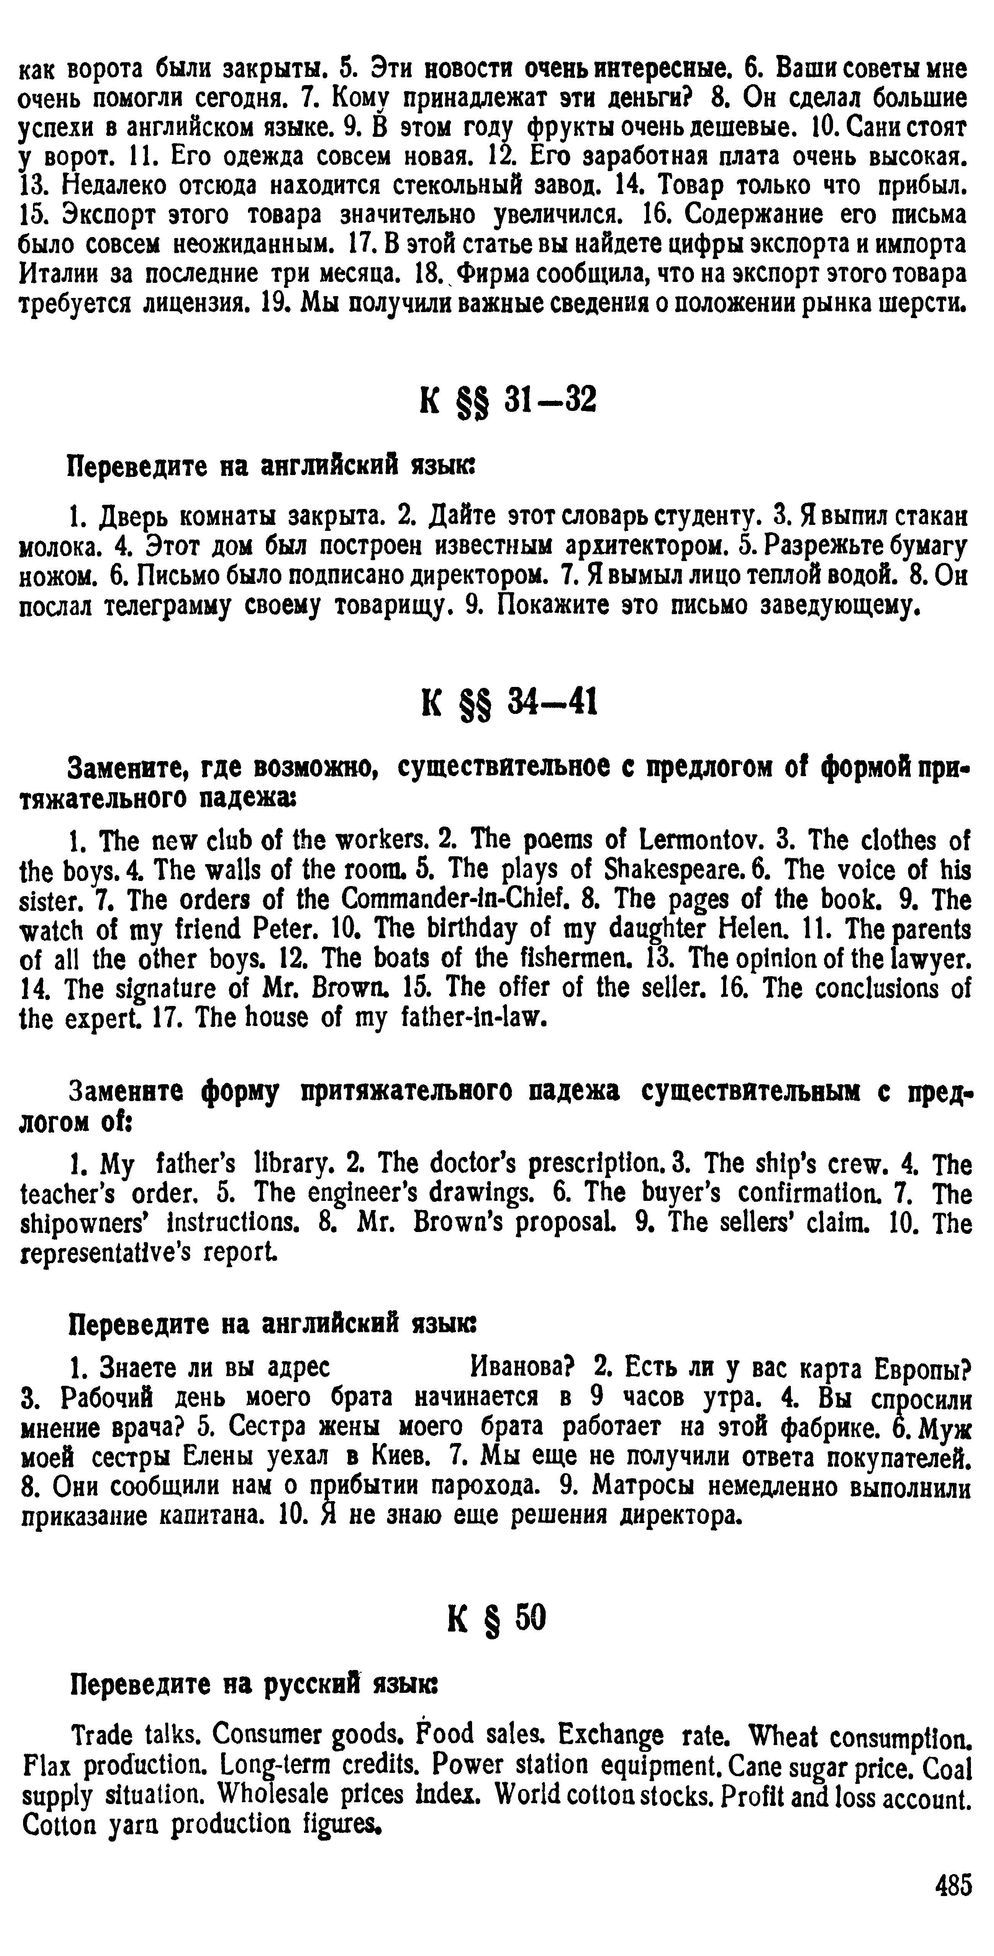 как ворота были закрыты. 5. Эти новости очень интересные. 6. Ваши советы мне
очень помогли сегодня. 7. Кому принадлежат эти деньги? 8. Он сделал большие
успехи в английском языке. 9. В этом году фрукты очень дешевые. 10. Сани стоят
у ворот. 11. Его одежда совсем новая. 12. Его заработная плата очень высокая.
13. Недалеко отсюда находится стекольный завод. 14. Товар только что прибыл.
15. Экспорт этого товара значительно увеличился. 16. Содержание его письма
было совсем неожиданным. 17. В этой статье вы найдете цифры экспорта и импорта
Италии за последние три месяца. 18. Фирма сообщила, что на экспорт этого товара
требуется лицензия. 19. Мы получили важные сведения о положении рынка шерсти.
К §§ 31—32
Переведите на английский язык:
1. Дверь комнаты закрыта. 2. Дайте этот словарь студенту. 3. Я выпил стакан
молока. 4. Этот дом был построен известным архитектором. 5. Разрежьте бумагу
ножом. 6. Письмо было подписано директором. 7. Я вымыл лицо теплой водой. 8. Он
послал телеграмму своему товарищу. 9. Покажите это письмо заведующему.
К §§ 34—41
Замените, где возможно, существительное с предлогом of формой при-
тяжательного падежа:
1. The new club of the workers. 2. The poems of Lermontov. 3. The clothes of
the boys. 4. The walls of the room. 5. The plays of Shakespeare. 6. The voice of his
sister. 7. The orders of the Commander-in-Chief. 8. The pages of the book. 9. The
watch of my friend Peter. 10. The birthday of my daughter Helen. 11. The parents
of all the other boys. 12. The boats of the fishermen. 13. The opinion of the lawyer.
14. The signature of Mr. Brown. 15. The offer of the seller. 16. The conclusions of
the expert. 17. The house of my father-in-law.
Замените форму притяжательного падежа существительным с пред-
логом of:
1. My father's library. 2. The doctor's prescription. 3. The ship's crew. 4. The
teacher's order. 5. The engineer's drawings. 6. The buyer's confirmation. 7. The
shipowners' instructions. 8. Mr. Brown's proposal. 9. The sellers' claim. 10. The
representative's report.
Переведите на английский язык:
1. Знаете ли вы адрес Иванова? 2. Есть ли у вас карта Европы?
3. Рабочий день моего брата начинается в 9 часов утра. 4. Вы спросили
мнение врача? 5. Сестра жены моего брата работает на этой фабрике. 6. Муж
моей сестры Елены уехал в Киев. 7. Мы еще не получили ответа покупателей.
8. Они сообщили нам о прибытии парохода. 9. Матросы немедленно выполнили
приказание капитана. 10. Я не знаю еще решения директора.
К § 50
Переведите на русский язык:
Trade talks. Consumer goods. Food sales. Exchange rate. Wheat consumption.
Flax production. Long-term credits. Power station equipment. Cane sugar price. Coal
supply situation. Wholesale prices index. World cotton stocks. Profit and loss account.
Cotton yarn production figures.
485